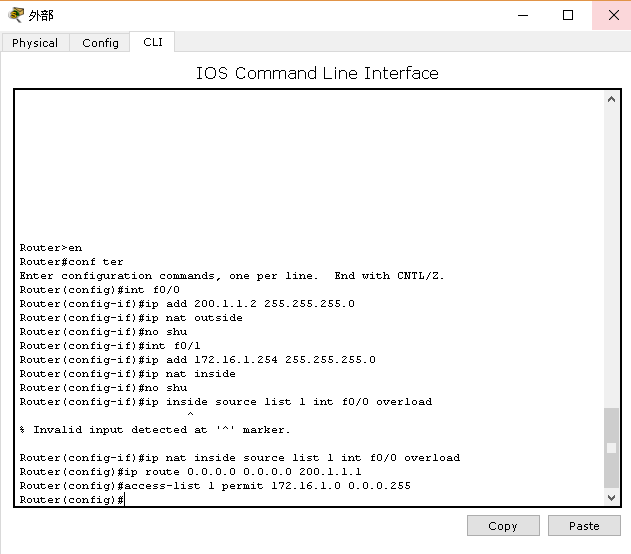 外部
Physical Config CLI
IOS Command Line Interface
Router>en
Router#conf ter
Enter configuration commands, one per line.  End with CNTL/Z.
Router(config)#int f0/0
Router(config-if)#ip add 200.1.1.2 255.255.255.0
Router(config-if)#ip nat outside
Router(config-if)#no shu
Router(config-if)#int f0/1
Router(config-if)#ip add 172.16.1.254 255.255.255.0
Router(config-if)#ip nat inside
Router(config-if)#no shu
Router(config-if)#ip inside source list 1 int f0/0 overload
^
% Invalid input detected at '^' marker.
Router(config-if)#ip nat inside source list 1 int f0/0 overload
Router(config)#ip route 0.0.0.0 0.0.0.0 200.1.1.1
Router(config)#access-list 1 permit 172.16.1.0 0.0.0.255
Router(config)#
Copy Paste